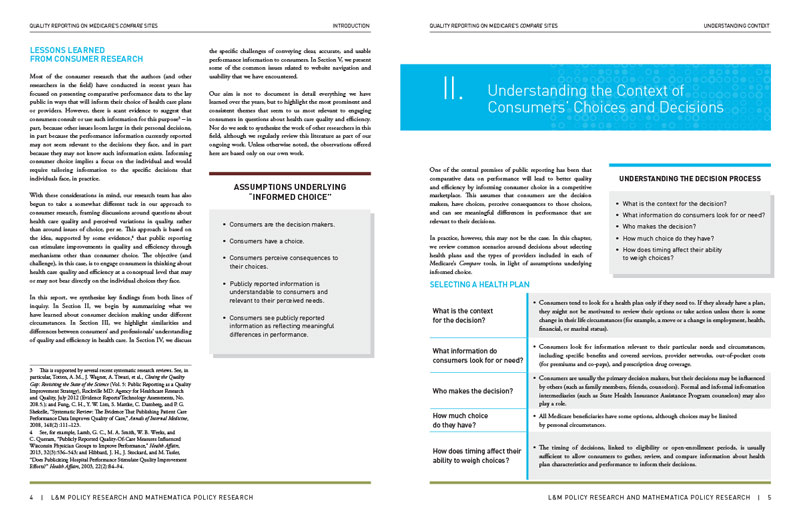 QUALITY REPORTING ON MEDICARE'S COMPARE SITES
INTRODUCTION
LESSONS LEARNED
FROM CONSUMER RESEARCH
Most of the consumer research that the authors (and other
researchers in the field) have conducted in recent years has
focused on presenting comparative performance data to the lay
public in ways that will inform their choice of health care plans
or providers. However, there is scant evidence to suggest that
consumers consult or use such information for this purpose³ – in
part, because other issues loom larger in their personal decisions,
in part because the performance information currently reported
may not seem relevant to the decisions they face, and in part
because they may not know such information exists. Informing
consumer choice implies a focus on the individual and would
require tailoring information to the specific decisions that
individuals face, in practice.
With these considerations in mind, our research team has also
begun to take a somewhat different tack in our approach to
consumer research, framing discussions around questions about
health care quality and perceived variations in quality, rather
than around issues of choice, per se. This approach is based on
the idea, supported by some evidence,⁴ that public reporting
can stimulate improvements in quality and efficiency through
mechanisms other than consumer choice. The objective (and
challenge), in this case, is to engage consumers in thinking about
health care quality and efficiency at a conceptual level that may
or may not bear directly on the individual choices they face.
In this report, we synthesize key findings from both lines of
inquiry. In Section II, we begin by summarizing what we
have learned about consumer decision making under different
circumstances. In Section III, we highlight similarities and
differences between consumers' and professionals' understanding
of quality and efficiency in health care. In Section IV, we discuss
3 This is supported by several recent systematic research reviews. See, in
particular, Totten, A. M., J. Wagner, A. Tiwari, et al., Closing the Quality
Gap: Revisiting the State of the Science (Vol. 5: Public Reporting as a Quality
Improvement Strategy), Rockville MD: Agency for Healthcare Research
and Quality, July 2012 (Evidence Reports/Technology Assessments, No.
208.5.); and Fung, C. H., Y. W. Lim, S. Mattke, C. Damberg, and P. G.
Shekelle, "Systematic Review: The Evidence That Publishing Patient Care
Performance Data Improves Quality of Care," Annals of Internal Medicine,
2008, 148(2):111–123.
4 See, for example, Lamb, G. C., M. A. Smith, W. B. Weeks, and
C. Queram, "Publicly Reported Quality-Of-Care Measures Influenced
Wisconsin Physician Groups to Improve Performance," Health Affairs,
2013, 32(3):536–543; and Hibbard, J. H., J. Stockard, and M. Tusler,
"Does Publicizing Hospital Performance Stimulate Quality Improvement
Efforts?" Health Affairs, 2003, 22(2):84–94.
the specific challenges of conveying clear, accurate, and usable
performance information to consumers. In Section V, we present
some of the common issues related to website navigation and
usability that we have encountered.
Our aim is not to document in detail everything we have
learned over the years, but to highlight the most prominent and
consistent themes that seem to us most relevant to engaging
consumers in questions about health care quality and efficiency.
Nor do we seek to synthesize the work of other researchers in this
field, although we regularly review this literature as part of our
ongoing work. Unless otherwise noted, the observations offered
here are based only on our own work.
ASSUMPTIONS UNDERLYING
"INFORMED CHOICE"
• Consumers are the decision makers.
• Consumers have a choice.
• Consumers perceive consequences to
their choices.
• Publicly reported information is
understandable to consumers and
relevant to their perceived needs.
• Consumers see publicly reported
information as reflecting meaningful
differences in performance.
4 | L&M POLICY RESEARCH AND MATHEMATICA POLICY RESEARCH
QUALITY REPORTING ON MEDICARE'S COMPARE SITES
UNDERSTANDING CONTEXT
II. Understanding the Context of
Consumers' Choices and Decisions
One of the central premises of public reporting has been that
comparative data on performance will lead to better quality
and efficiency by informing consumer choice in a competitive
marketplace. This assumes that consumers are the decision
makers, have choices, perceive consequences to those choices,
and can see meaningful differences in performance that are
relevant to their decisions.
In practice, however, this may not be the case. In this chapter,
we review common scenarios around decisions about selecting
health plans and the types of providers included in each of
Medicare's Compare tools, in light of assumptions underlying
informed choice.
UNDERSTANDING THE DECISION PROCESS
• What is the context for the decision?
• What information do consumers look for or need?
• Who makes the decision?
• How much choice do they have?
• How does timing affect their ability
to weigh choices?
SELECTING A HEALTH PLAN
What is the context
for the decision?
• Consumers tend to look for a health plan only if they need to. If they already have a plan,
they might not be motivated to review their options or take action unless there is some
change in their life circumstances (for example, a move or a change in employment, health,
financial, or marital status).
What information do
consumers look for or need?
• Consumers look for information relevant to their particular needs and circumstances,
including specific benefits and covered services, provider networks, out-of-pocket costs
(for premiums and co-pays), and prescription drug coverage.
Who makes the decision?
• Consumers are usually the primary decision makers, but their decisions may be influenced
by others (such as family members, friends, counselors). Formal and informal information
intermediaries (such as State Health Insurance Assistance Program counselors) may also
play a role.
How much choice
do they have?
• All Medicare beneficiaries have some options, although choices may be limited
by personal circumstances.
How does timing affect their
ability to weigh choices?
• The timing of decisions, linked to eligibility or open-enrollment periods, is usually
sufficient to allow consumers to gather, review, and compare information about health
plan characteristics and performance to inform their decisions.
L&M POLICY RESEARCH AND MATHEMATICA POLICY RESEARCH | 5